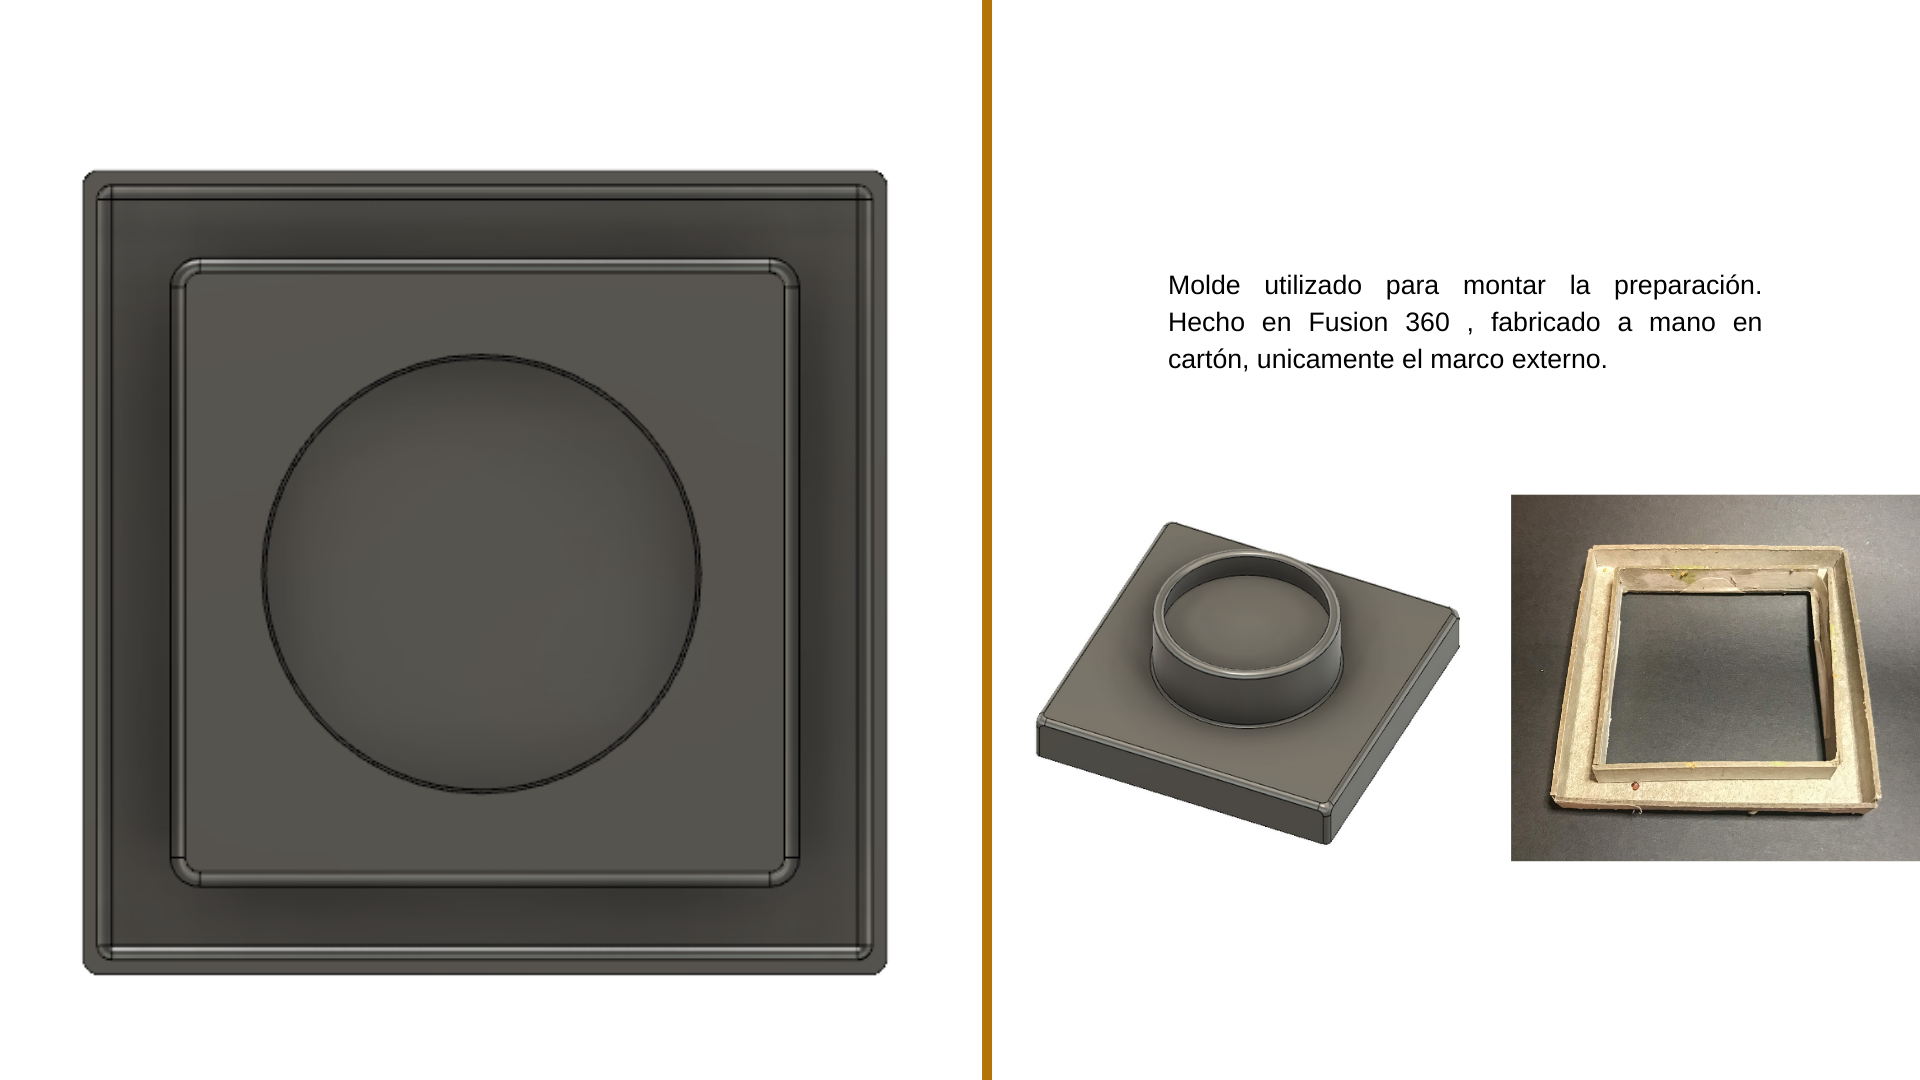 Molde utilizado para montar la preparación.
Hecho en Fusion 360 , fabricado a mano en
cartón, unicamente el marco externo.